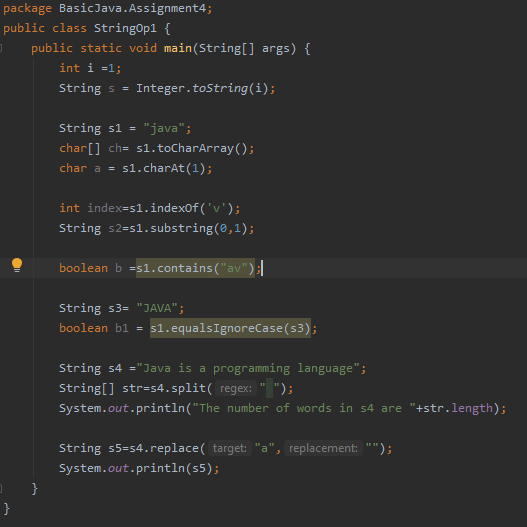 package BasicJava.Assignment4;
public class StringOp1 {
public static void main(String[] args) {
int i =1;
String s = Integer.toString(i);
String s1 = "java";
char[] ch= s1.toCharArray();
char a = s1.charAt(1);
int index=s1.indexOf('v');
String s2=s1.substring(0,1);
boolean b =s1.contains("av");
String s3= "JAVA";
boolean b1 = s1.equalsIgnoreCase(s3);
String s4 ="Java is a programming language";
String[] str=s4.split( regex: " ");
System.out.println("The number of words in s4 are "+str.length);
String s5=s4.replace( target: "a", replacement: "");
System.out.println(s5);
}
}